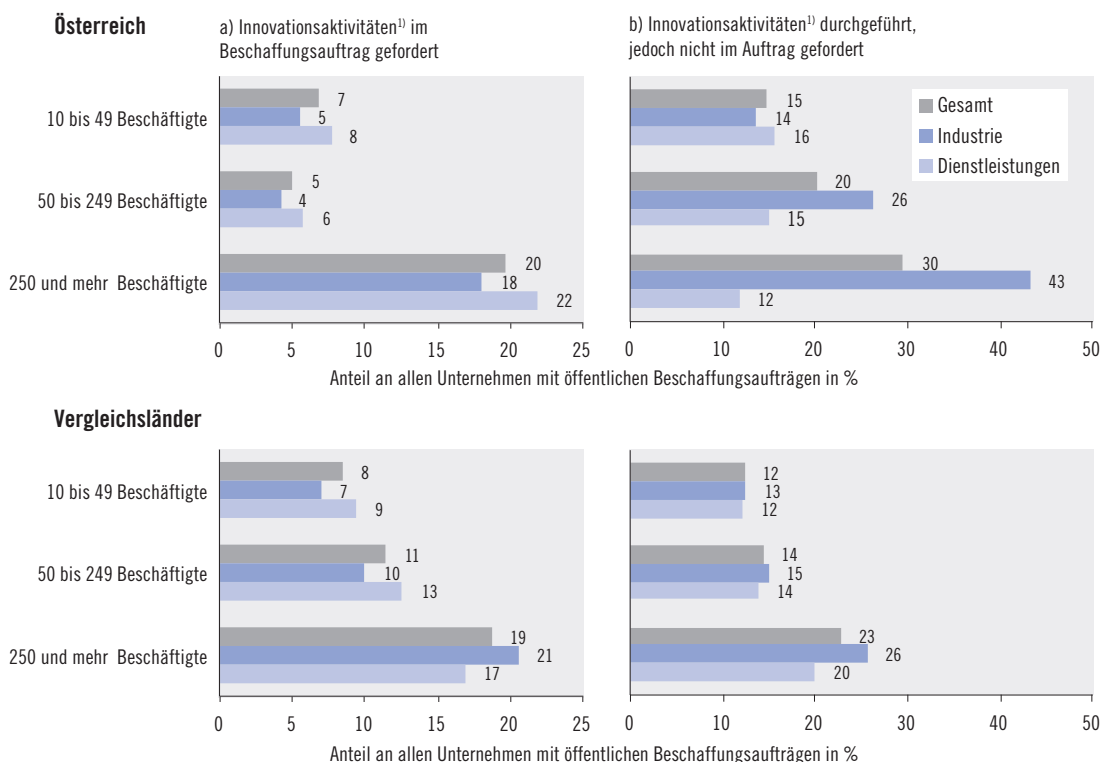 Österreich
a) Innovationsaktivitäten1) im
Beschaffungsauftrag gefordert
b) Innovationsaktivitäten1) durchgeführt,
jedoch nicht im Auftrag gefordert
Gesamt
Industrie
Dienstleistungen
10 bis 49 Beschäftigte
7
5
8
15
14
16
50 bis 249 Beschäftigte
5
4
6
20
26
15
250 und mehr Beschäftigte
20
18
22
30
43
12
0 5 10 15 20 25
0 10 20 30 40 50
Anteil an allen Unternehmen mit öffentlichen Beschaffungsaufträgen in %
Vergleichsländer
10 bis 49 Beschäftigte
8
7
9
12
13
12
50 bis 249 Beschäftigte
11
10
13
14
15
14
250 und mehr Beschäftigte
19
21
17
23
26
20
0 5 10 15 20 25
0 10 20 30 40 50
Anteil an allen Unternehmen mit öffentlichen Beschaffungsaufträgen in %